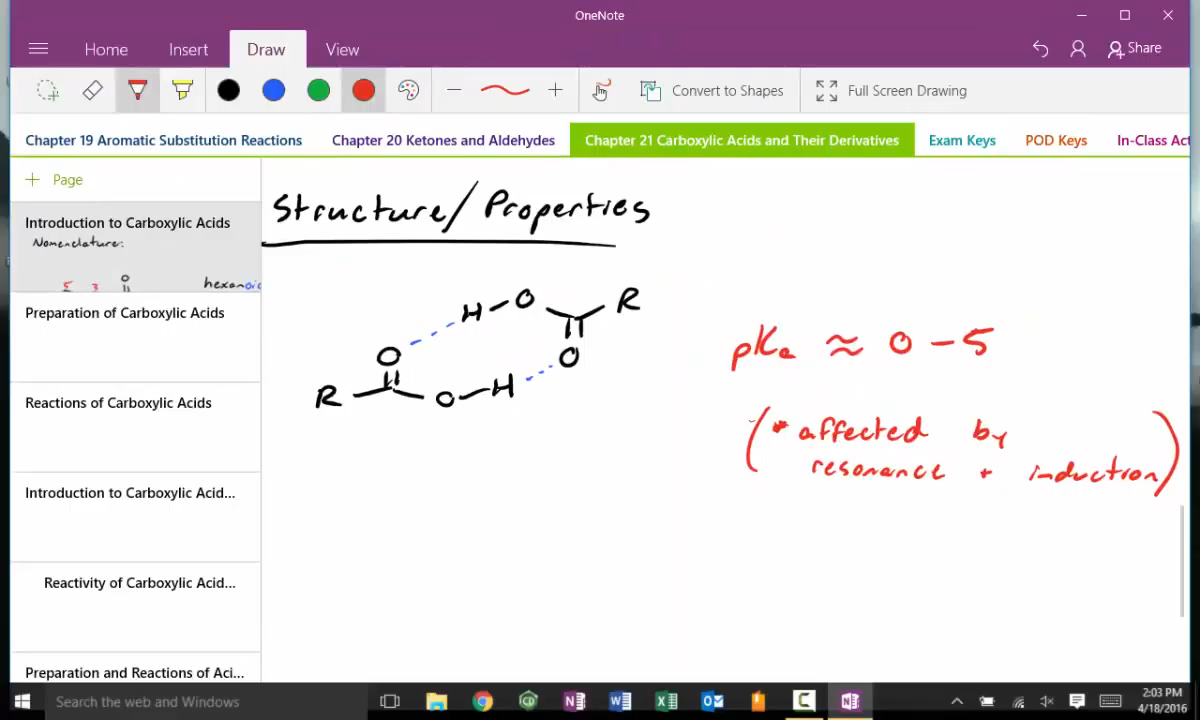 OneNote
Home Insert Draw View
Share
Convert to Shapes Full Screen Drawing
Chapter 19 Aromatic Substitution Reactions Chapter 20 Ketones and Aldehydes Chapter 21 Carboxylic Acids and Their Derivatives Exam Keys POD Keys In-Class Act
+ Page
Introduction to Carboxylic Acids
Nomenclature:
5 3 O hexanoic
Preparation of Carboxylic Acids
Reactions of Carboxylic Acids
Introduction to Carboxylic Acid...
Reactivity of Carboxylic Acid...
Preparation and Reactions of Aci...
Structure/Properties
H-O R
O O
R O-H
pKa ≈ 0-5
(* affected by
resonance + induction)
Search the web and Windows
2:03 PM
4/18/2016